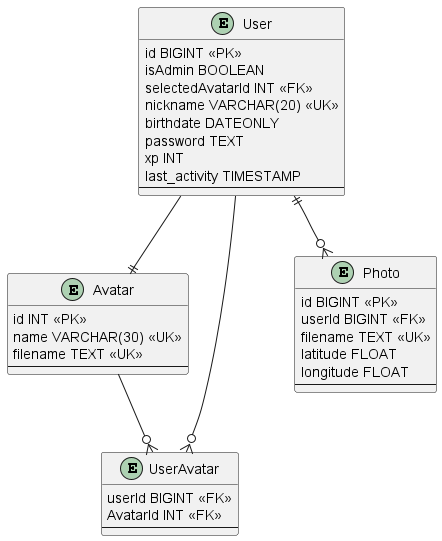 E User
id BIGINT «PK»
isAdmin BOOLEAN
selectedAvatarId INT «FK»
nickname VARCHAR(20) «UK»
birthdate DATEONLY
password TEXT
xp INT
last_activity TIMESTAMP
E Avatar
id INT «PK»
name VARCHAR(30) «UK»
filename TEXT «UK»
E Photo
id BIGINT «PK»
userId BIGINT «FK»
filename TEXT «UK»
latitude FLOAT
longitude FLOAT
E UserAvatar
userId BIGINT «FK»
AvatarId INT «FK»